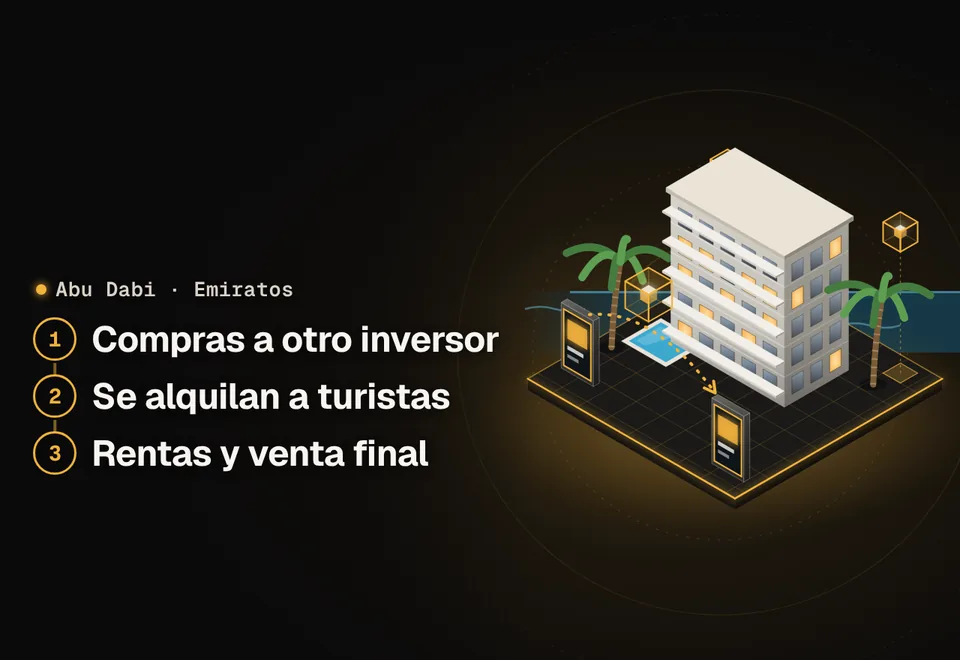 Abu Dabi · Emiratos
1 Compras a otro inversor
2 Se alquilan a turistas
3 Rentas y venta final